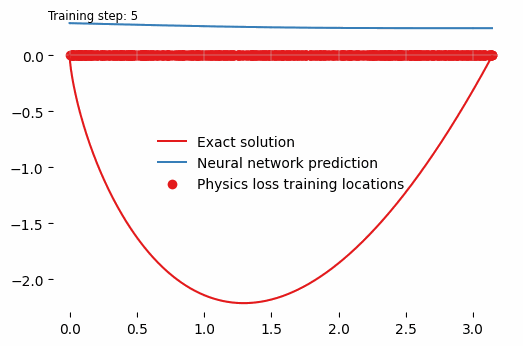 Training step: 5
0.0
−0.5
−1.0
−1.5
−2.0
Exact solution
Neural network prediction
Physics loss training locations
0.0 0.5 1.0 1.5 2.0 2.5 3.0